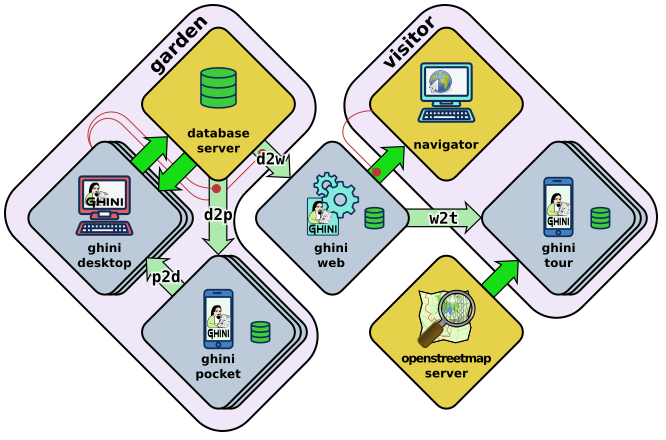 garden
visitor
database
server
navigator
d2w
GHINI
ghini
desktop
d2p
GHINI
ghini
web
w2t
GHINI
ghini
tour
p2d
GHINI
ghini
pocket
openstreetmap
server